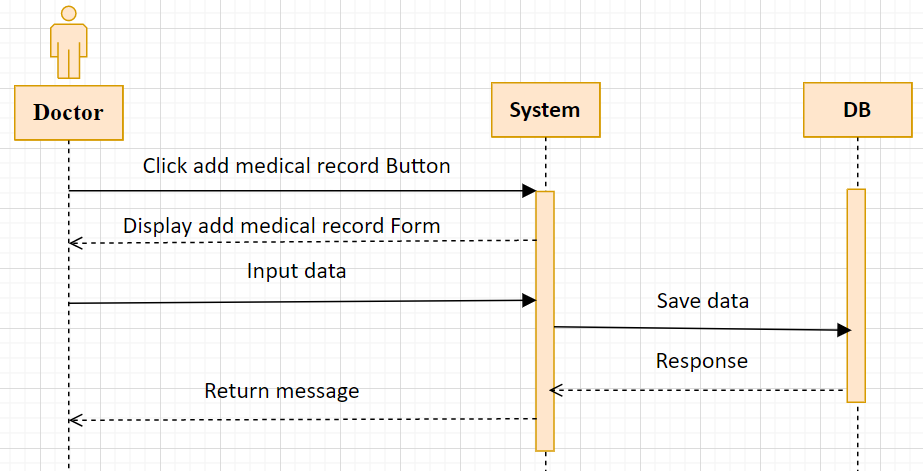 Doctor
System
DB
Click add medical record Button
Display add medical record Form
Input data
Save data
Response
Return message